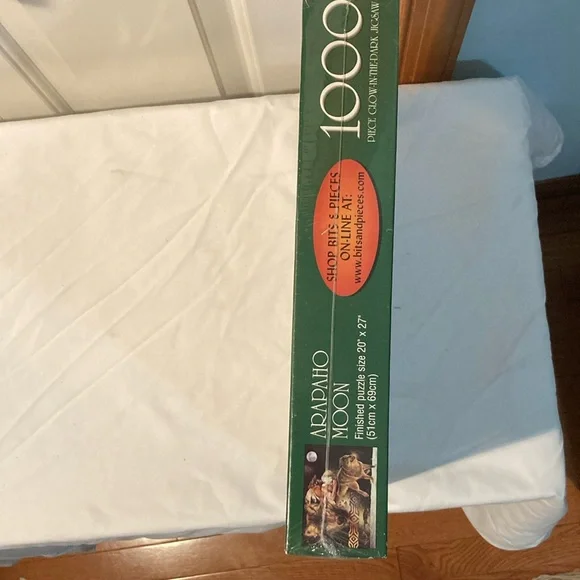 ARAPAHO
MOON
Finished puzzle size 20" x 27"
(51cm x 69cm)
SHOP BITS & PIECES
ON-LINE AT:
www.bitsandpieces.com
1000
PIECE GLOW-IN-THE-DARK JIGSAW